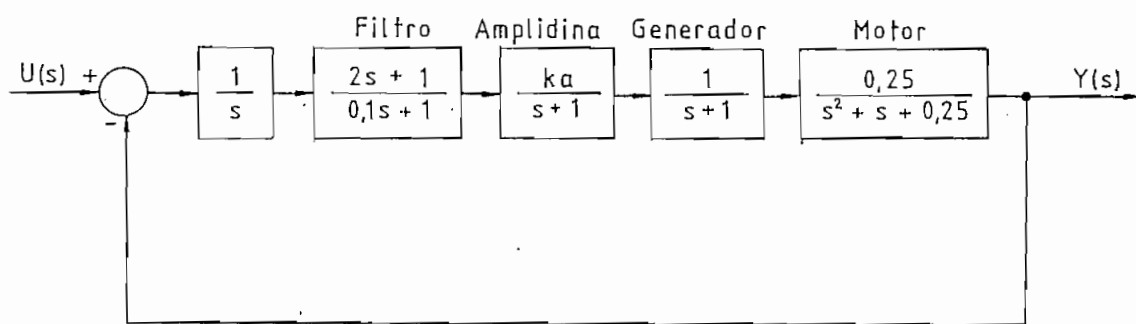 Filtro Amplidina Generador Motor
U(s) + 1 2s + 1 ka 1 0,25 Y(s)
s 0,1s + 1 s + 1 s + 1 s² + s + 0,25
-